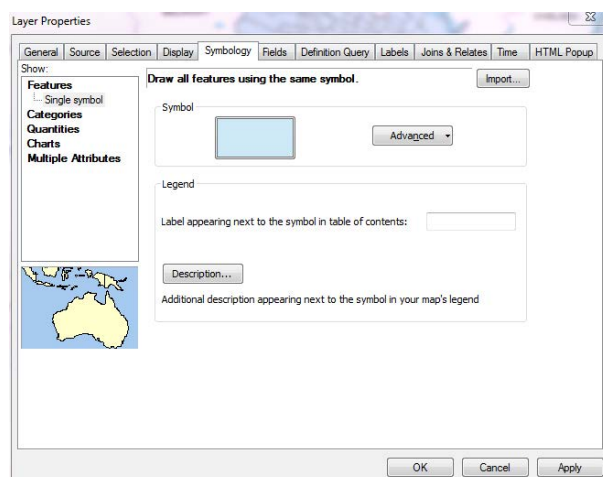 Layer Properties
General Source Selection Display Symbology Fields Definition Query Labels Joins & Relates Time HTML Popup
Show:
Features
Single symbol
Categories
Quantities
Charts
Multiple Attributes
Draw all features using the same symbol.
Import...
Symbol
Advanced
Legend
Label appearing next to the symbol in table of contents:
Description...
Additional description appearing next to the symbol in your map's legend
OK Cancel Apply